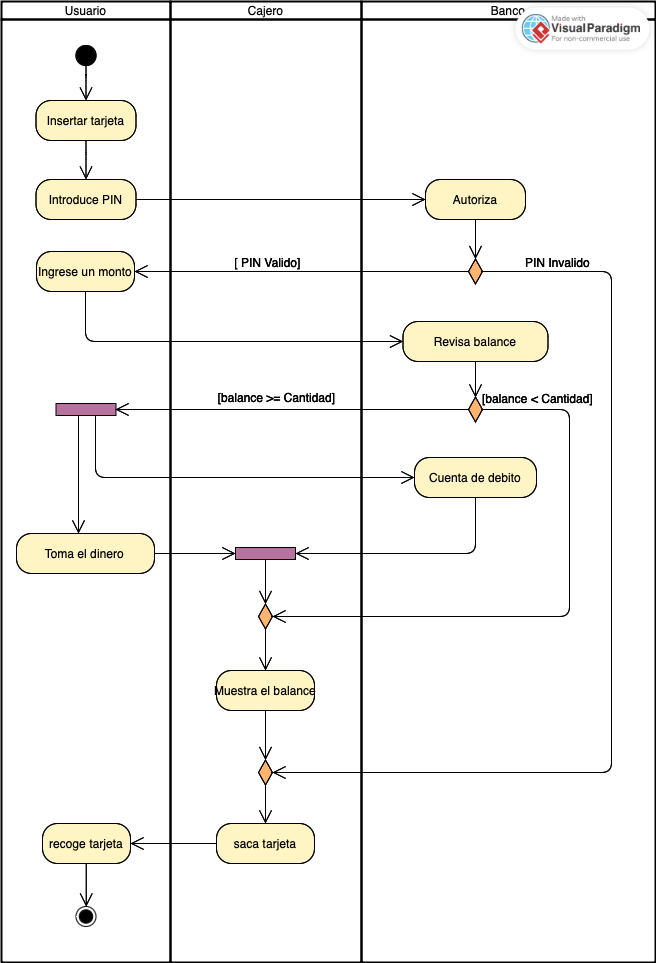 Usuario
Cajero
Banco
Made with
VisualParadigm
For non-commercial use
Insertar tarjeta
Introduce PIN
Autoriza
[ PIN Valido]
PIN Invalido
Ingrese un monto
Revisa balance
[balance >= Cantidad]
[balance < Cantidad]
Cuenta de debito
Toma el dinero
Muestra el balance
recoge tarjeta
saca tarjeta